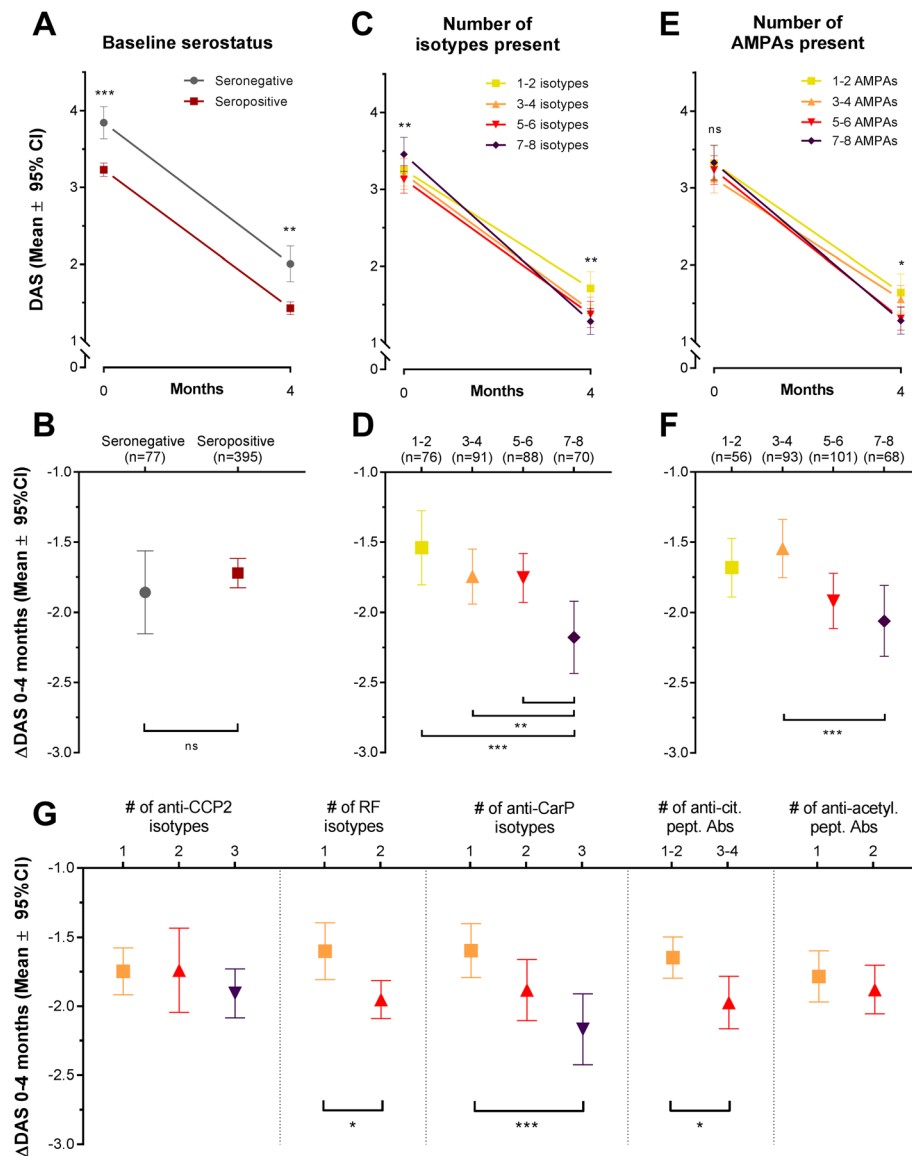 A
Baseline serostatus
DAS (Mean ± 95% CI)
Seronegative
Seropositive
***
**
4
3
2
1
0
0
Months
4
C
Number of
isotypes present
1-2 isotypes
3-4 isotypes
5-6 isotypes
7-8 isotypes
**
**
4
3
2
1
0
0
Months
4
E
Number of
AMPAs present
1-2 AMPAs
3-4 AMPAs
5-6 AMPAs
7-8 AMPAs
ns
*
4
3
2
1
0
0
Months
4
B
Seronegative
(n=77)
Seropositive
(n=395)
ΔDAS 0-4 months (Mean ± 95%CI)
-1.0
-1.5
-2.0
-2.5
-3.0
ns
D
1-2
(n=76)
3-4
(n=91)
5-6
(n=88)
7-8
(n=70)
-1.0
-1.5
-2.0
-2.5
-3.0
**
***
F
1-2
(n=56)
3-4
(n=93)
5-6
(n=101)
7-8
(n=68)
-1.0
-1.5
-2.0
-2.5
-3.0
***
G
ΔDAS 0-4 months (Mean ± 95%CI)
-1.0
-1.5
-2.0
-2.5
-3.0
# of anti-CCP2
isotypes
1 2 3
# of RF
isotypes
1 2
*
# of anti-CarP
isotypes
1 2 3
***
# of anti-cit.
pept. Abs
1-2 3-4
*
# of anti-acetyl.
pept. Abs
1 2